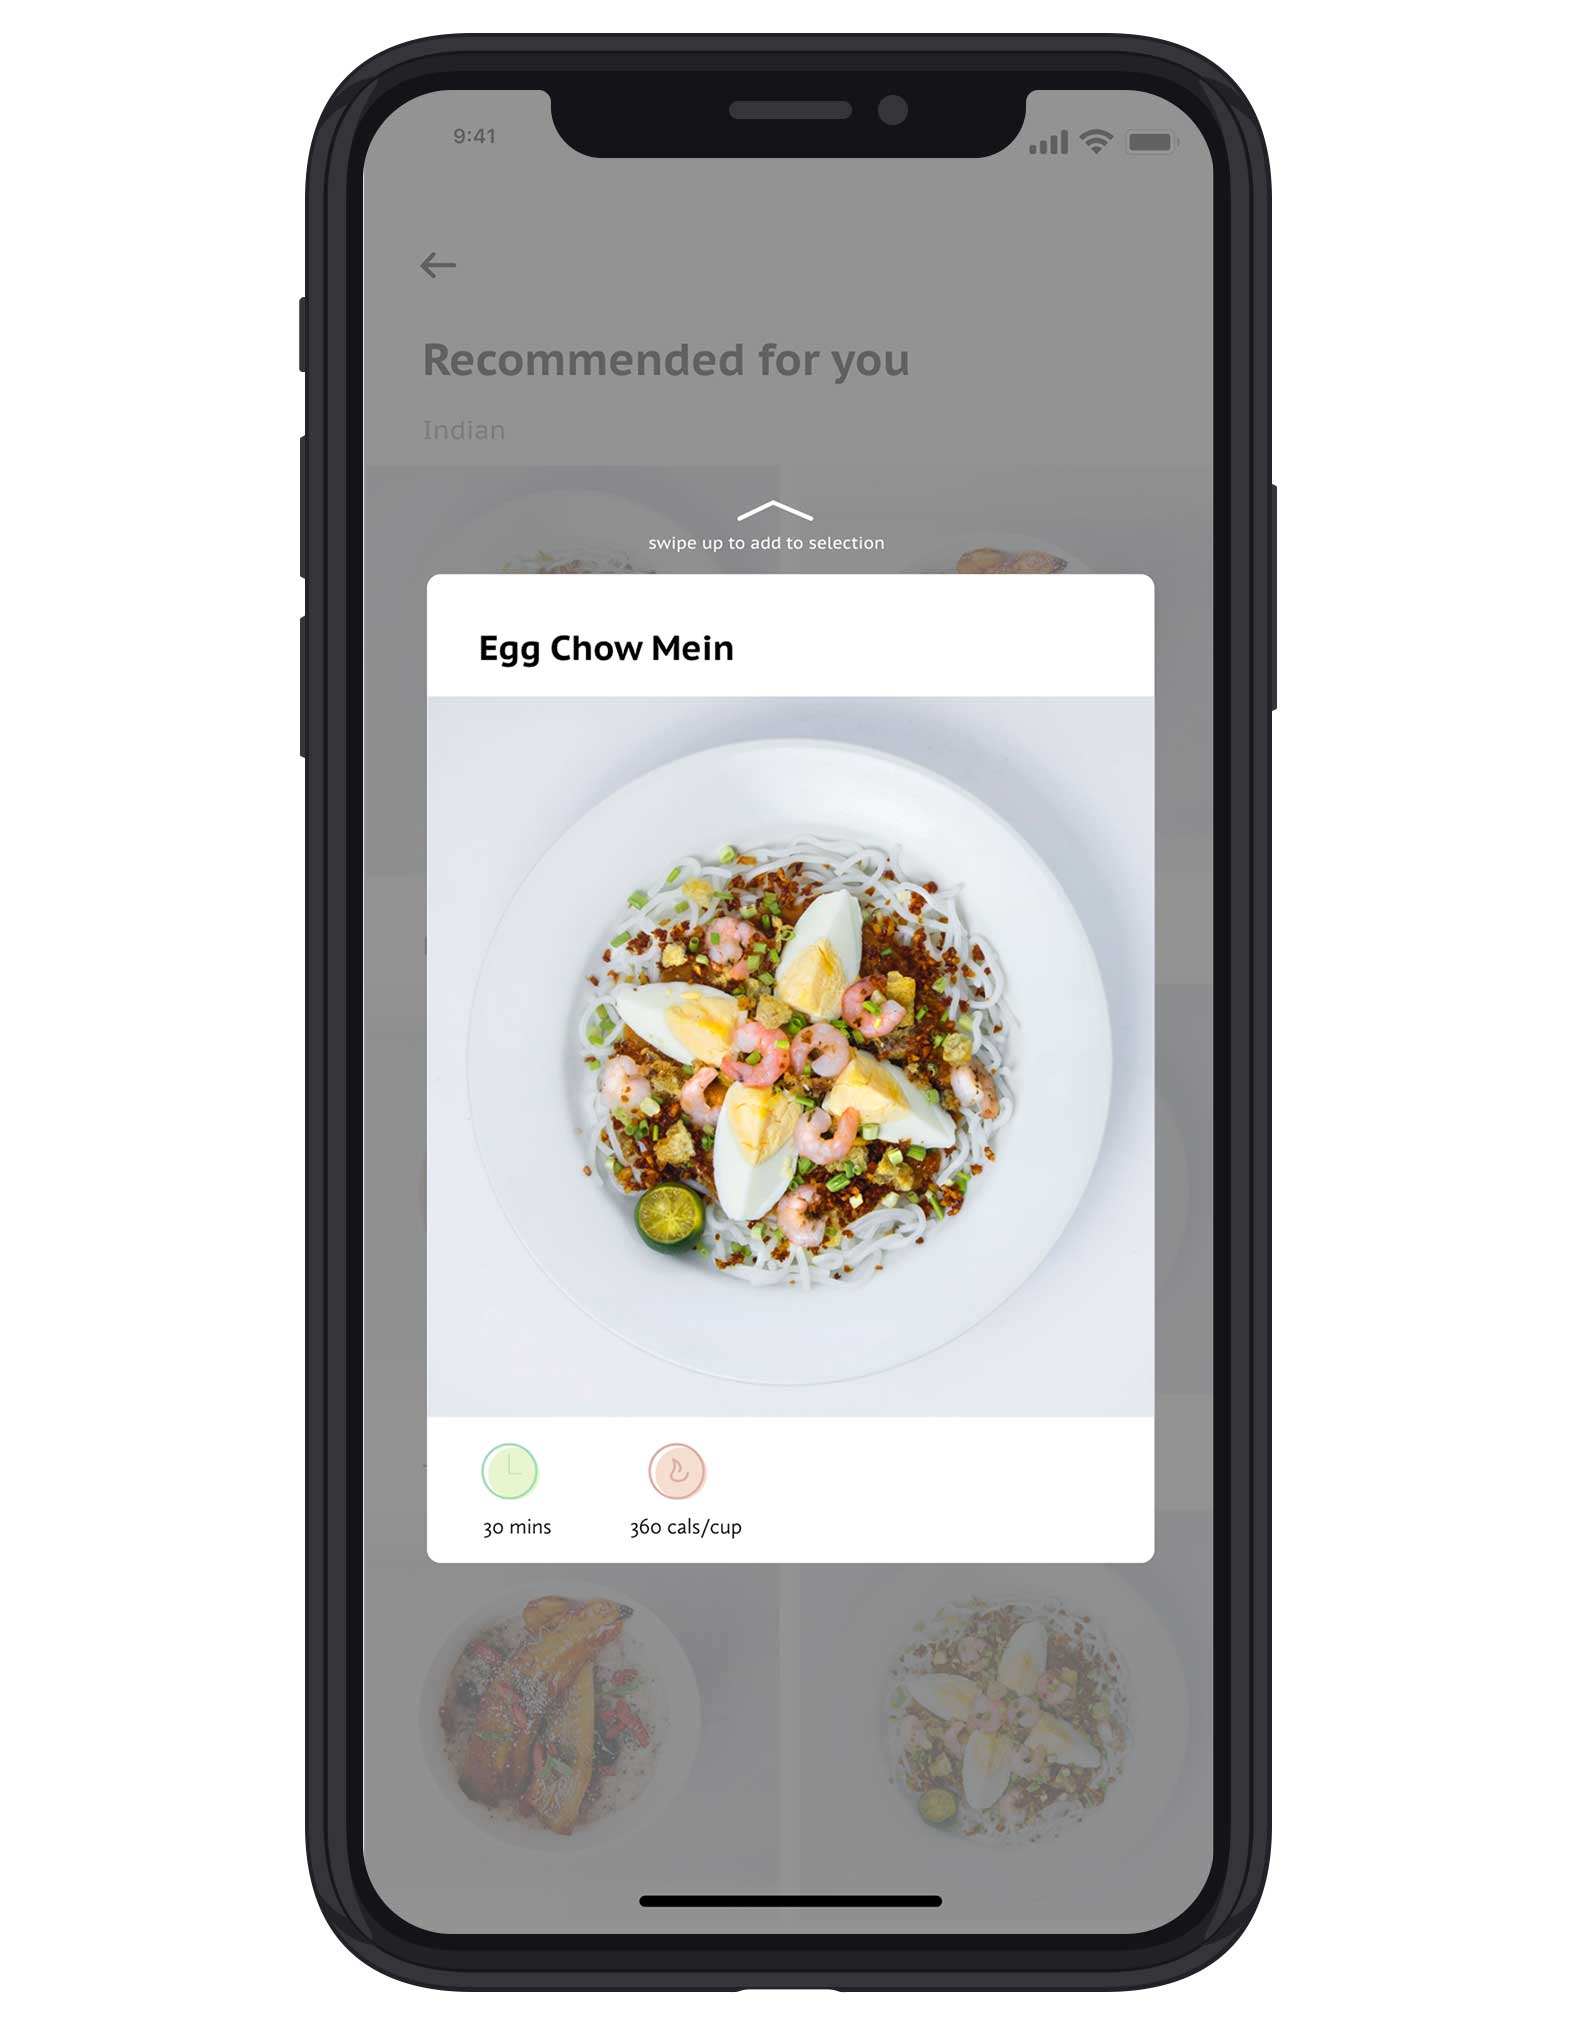 9:41
Recommended for you
Indian
swipe up to add to selection
Egg Chow Mein
30 mins
360 cals/cup